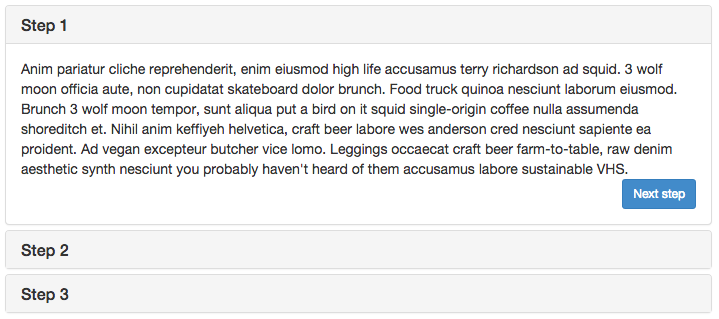 Step 1
Anim pariatur cliche reprehenderit, enim eiusmod high life accusamus terry richardson ad squid. 3 wolf
moon officia aute, non cupidatat skateboard dolor brunch. Food truck quinoa nesciunt laborum eiusmod.
Brunch 3 wolf moon tempor, sunt aliqua put a bird on it squid single-origin coffee nulla assumenda
shoreditch et. Nihil anim keffiyeh helvetica, craft beer labore wes anderson cred nesciunt sapiente ea
proident. Ad vegan excepteur butcher vice lomo. Leggings occaecat craft beer farm-to-table, raw denim
aesthetic synth nesciunt you probably haven't heard of them accusamus labore sustainable VHS.
Next step
Step 2
Step 3